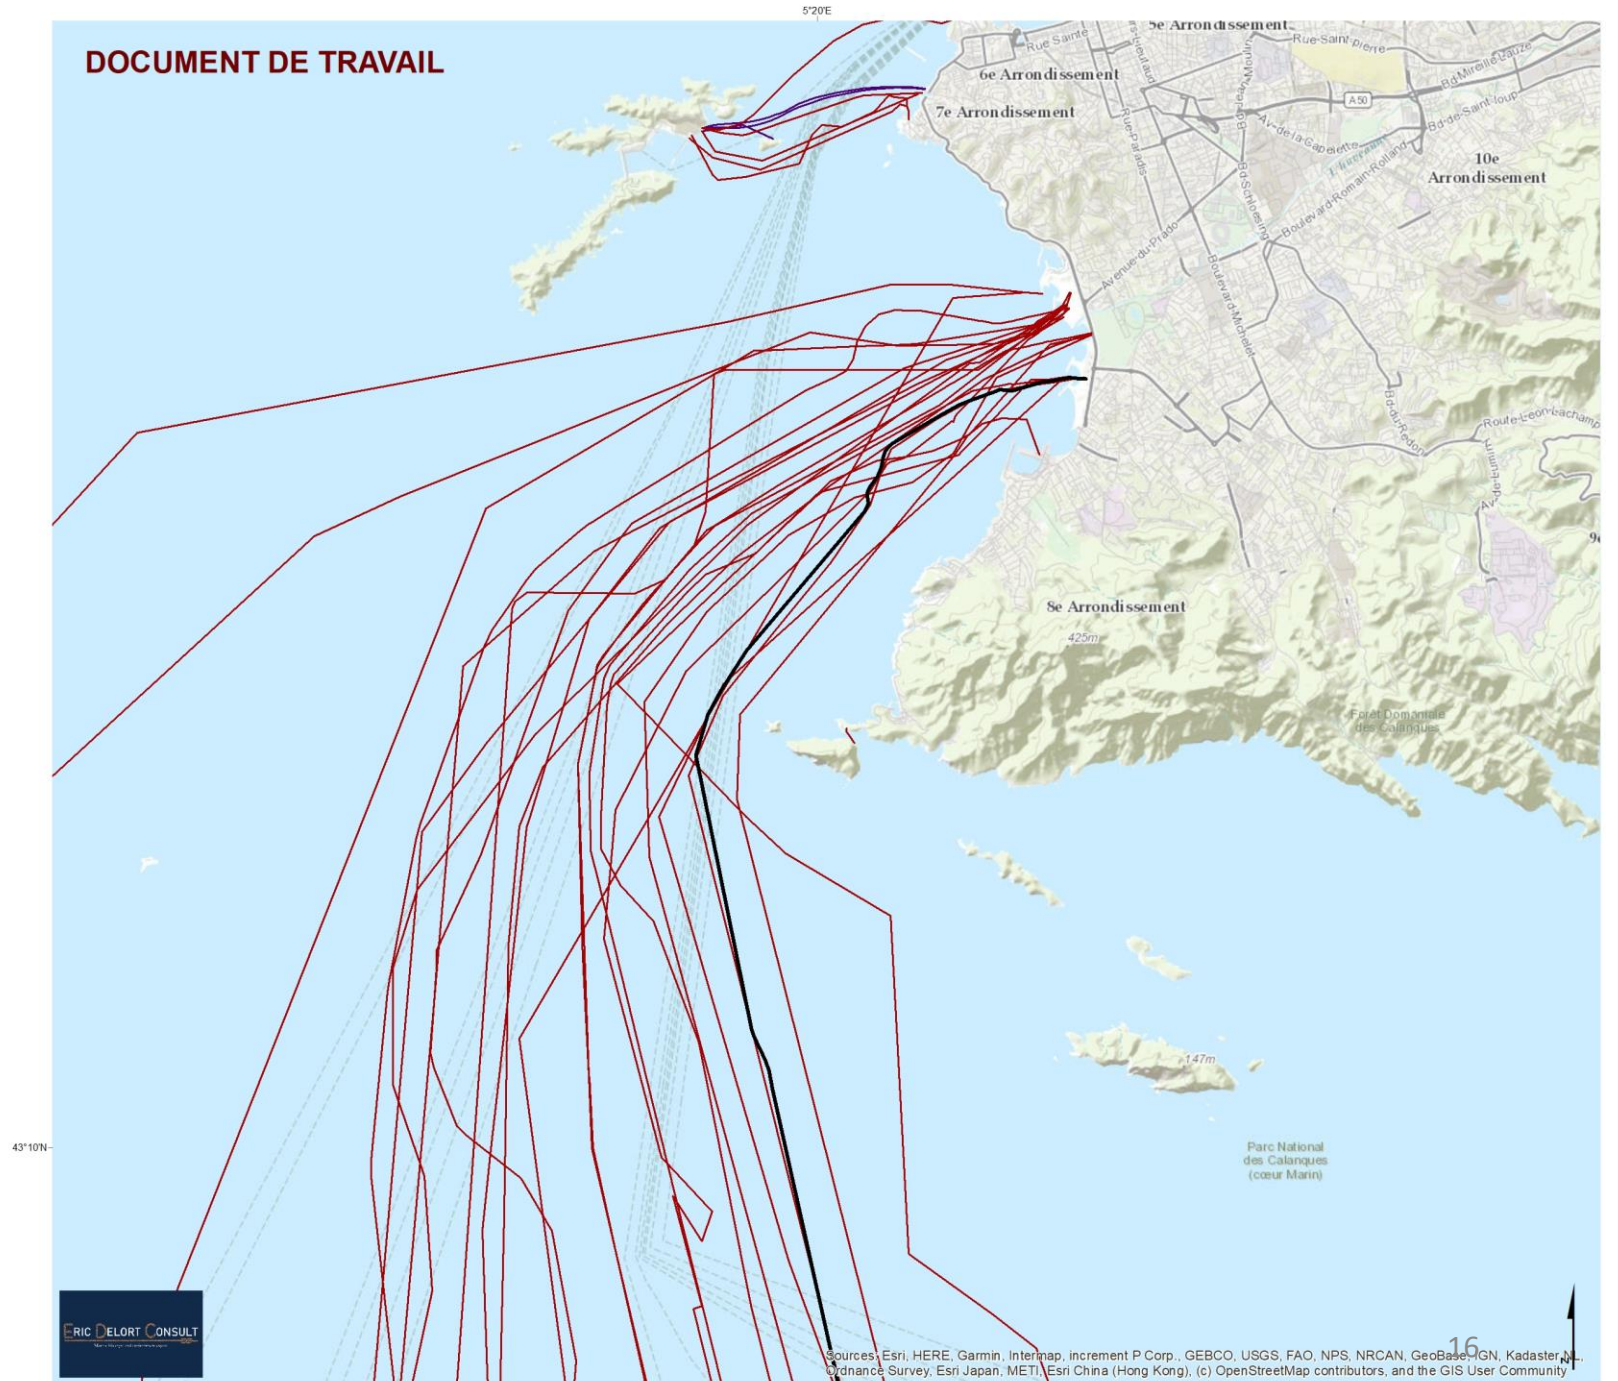 5°20'E
DOCUMENT DE TRAVAIL
5e Arrondissement
Rue Sainte
Rue-Saint-pierre
Bd-Mireille-Lauze
6e Arrondissement
A50
Bd-de-Saint-loup
7e Arrondissement
Rue-Paradis
Bd-Jean-Moulin
Av-de-la-Capelette
L'Huveaune
10e
Arrondissement
Bd-Schloesing
Boulevard-Romain-Rolland
Avenue-du-Prado
Boulevard-Michelet
Bd-du-Redon
Route-Léon-Lachamp
8e Arrondissement
425m
Forêt Domaniale
des Calanques
147m
43°10'N
Parc National
des Calanques
(cœur Marin)
ERIC DELORT CONSULT
16
N
Sources: Esri, HERE, Garmin, Intermap, increment P Corp., GEBCO, USGS, FAO, NPS, NRCAN, GeoBase, IGN, Kadaster NL,
Ordnance Survey, Esri Japan, METI, Esri China (Hong Kong), (c) OpenStreetMap contributors, and the GIS User Community